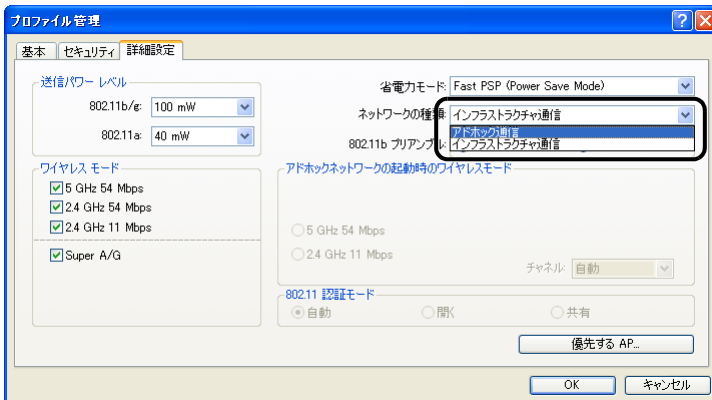 プロファイル管理
基本 セキュリティ 詳細設定
送信パワー レベル
802.11b/g: 100 mW
802.11a: 40 mW
省電力モード: Fast PSP (Power Save Mode)
ネットワークの種類: インフラストラクチャ通信
アドホック通信
インフラストラクチャ通信
802.11b プリアンブル:
ワイヤレス モード
5 GHz 54 Mbps
2.4 GHz 54 Mbps
2.4 GHz 11 Mbps
Super A/G
アドホックネットワークの起動時のワイヤレスモード
5 GHz 54 Mbps
2.4 GHz 11 Mbps
チャネル: 自動
802.11 認証モード
自動 開く 共有
優先する AP...
OK キャンセル